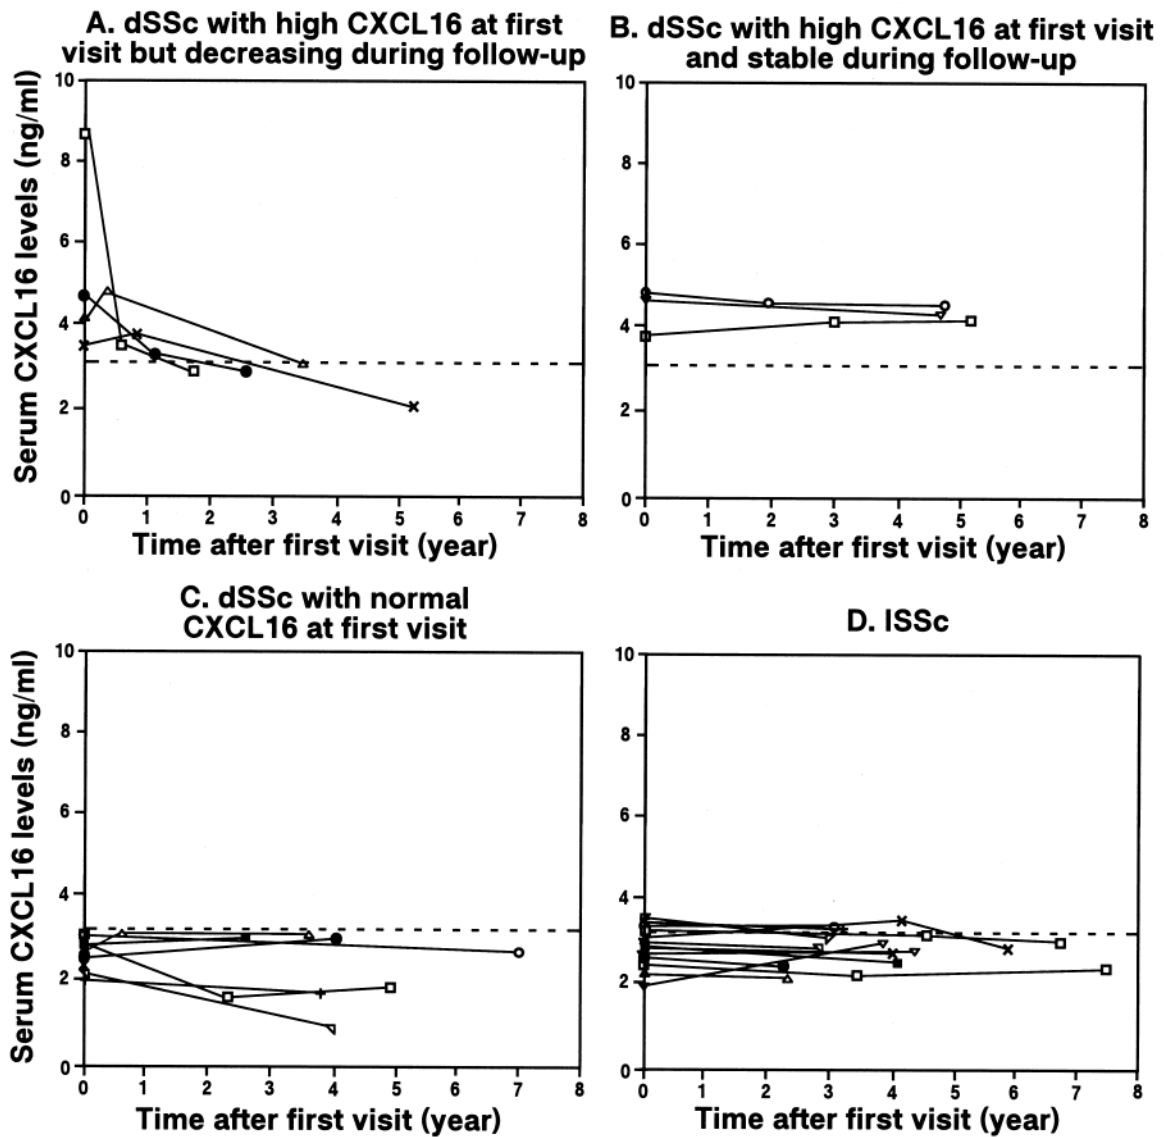 A. dSSc with high CXCL16 at first
visit but decreasing during follow-up
B. dSSc with high CXCL16 at first visit
and stable during follow-up
Serum CXCL16 levels (ng/ml)
10
8
6
4
2
0
0 1 2 3 4 5 6 7 8
Time after first visit (year)
10
8
6
4
2
0
0 1 2 3 4 5 6 7 8
Time after first visit (year)
C. dSSc with normal
CXCL16 at first visit
D. lSSc
Serum CXCL16 levels (ng/ml)
10
8
6
4
2
0
0 1 2 3 4 5 6 7 8
Time after first visit (year)
10
8
6
4
2
0
0 1 2 3 4 5 6 7 8
Time after first visit (year)